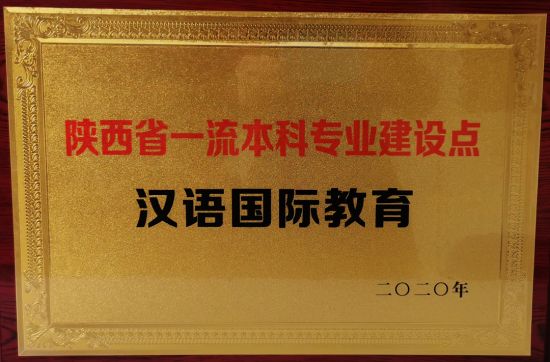 陕西省一流本科专业建设点
汉语国际教育
二〇二〇年